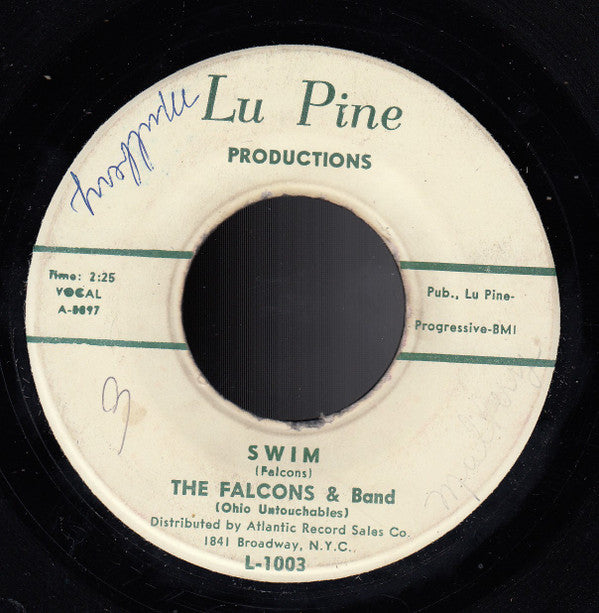 Lu Pine
PRODUCTIONS
Time: 2:25
VOCAL
Pub., Lu Pine-
Progressive-BMI
SWIM
(Falcons)
THE FALCONS & Band
(Ohio Untouchables)
Distributed by Atlantic Record Sales Co.
1841 Broadway, N.Y.C.
L-1003